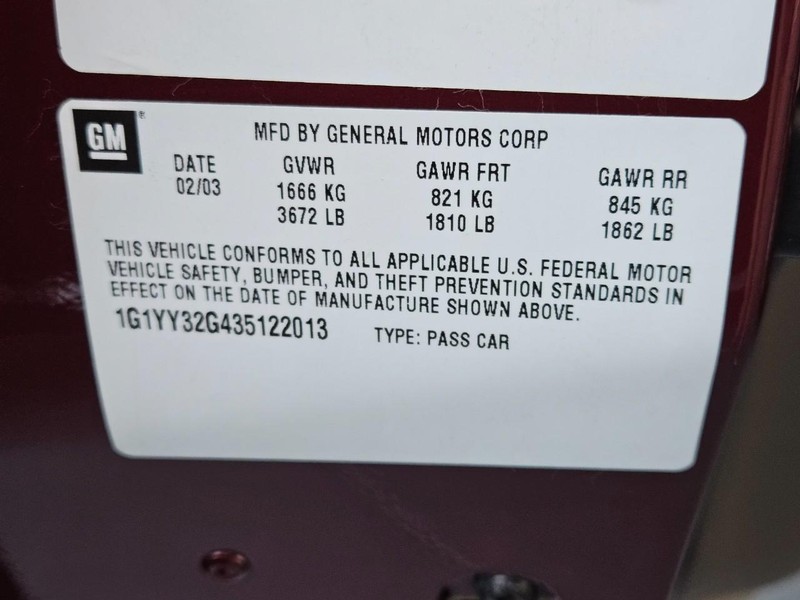 GM®
MFD BY GENERAL MOTORS CORP
DATE GVWR GAWR FRT GAWR RR
02/03 1666 KG 821 KG 845 KG
3672 LB 1810 LB 1862 LB
THIS VEHICLE CONFORMS TO ALL APPLICABLE U.S. FEDERAL MOTOR
VEHICLE SAFETY, BUMPER, AND THEFT PREVENTION STANDARDS IN
EFFECT ON THE DATE OF MANUFACTURE SHOWN ABOVE.
1G1YY32G435122013 TYPE: PASS CAR